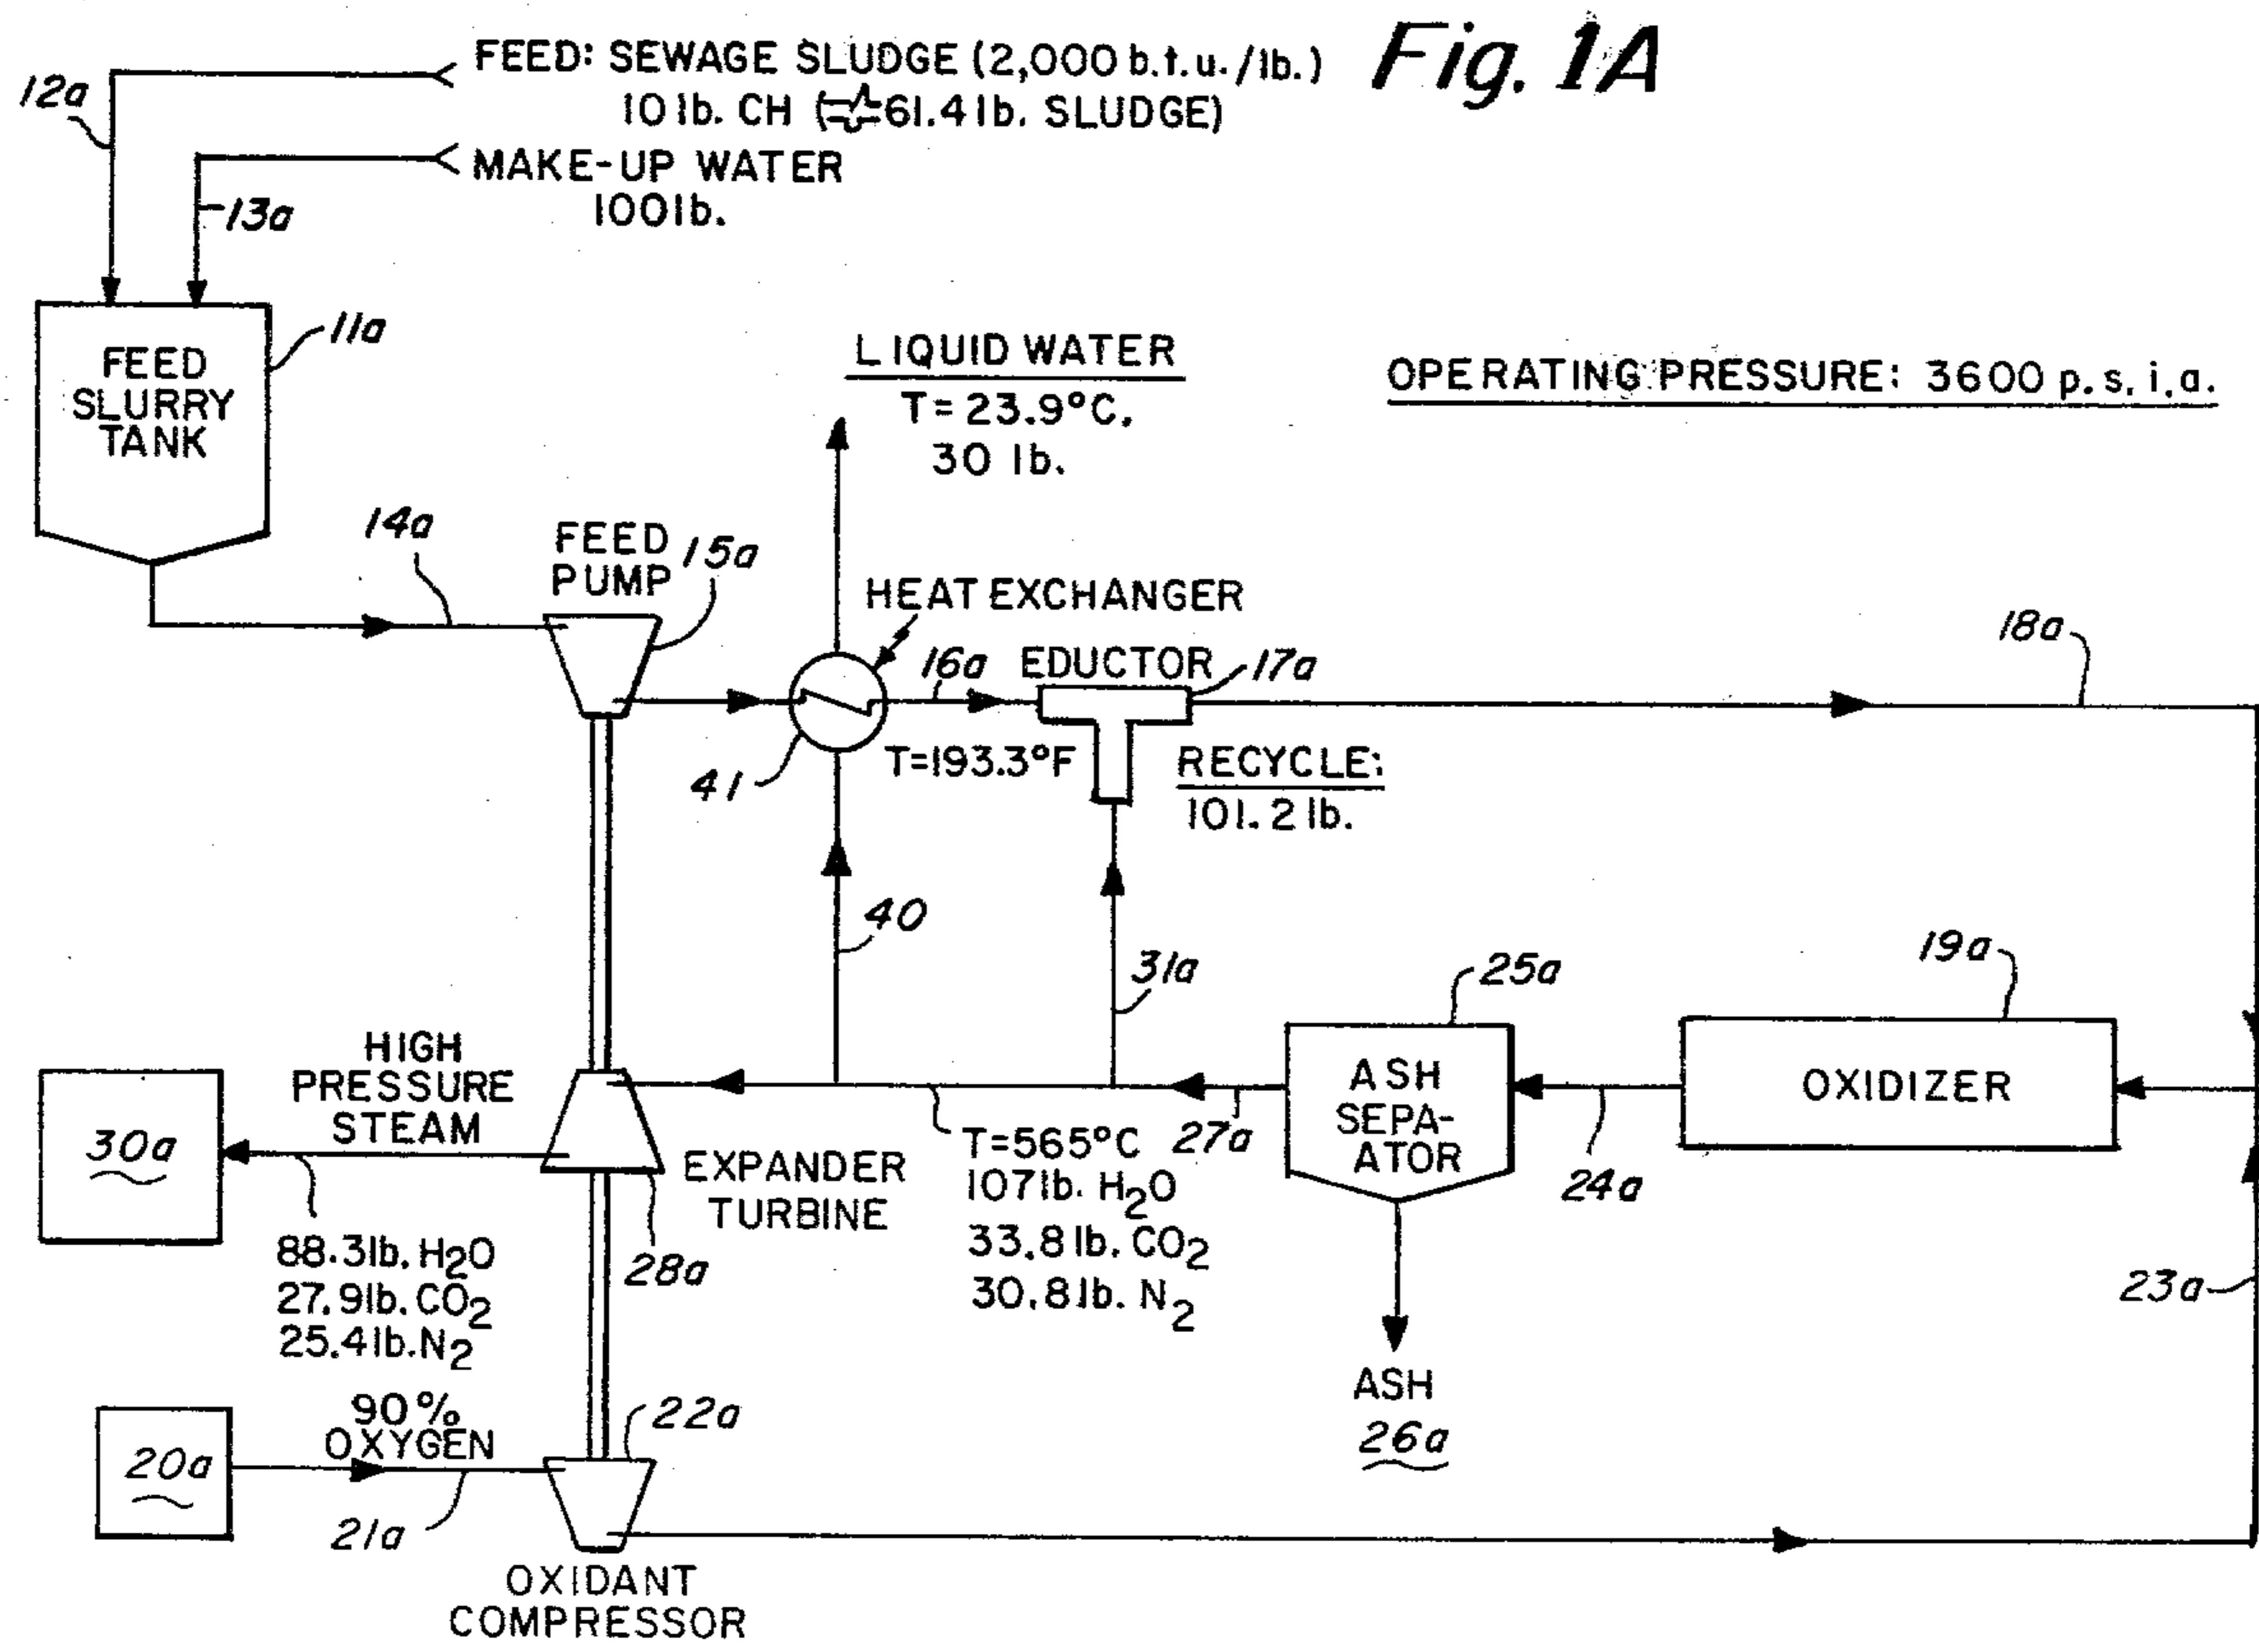 Fig. 1A
FEED: SEWAGE SLUDGE (2,000 b.t.u./lb.)
10 lb. CH (≎61.4 lb. SLUDGE)
12a
MAKE-UP WATER
100 lb.
13a
11a
FEED
SLURRY
TANK
LIQUID WATER
T=23.9°C.
30 lb.
OPERATING PRESSURE: 3600 p.s.i.a.
14a
FEED
PUMP
15a
HEAT EXCHANGER
16a
EDUCTOR
17a
18a
41
T=193.3°F
RECYCLE:
101.2 lb.
40
31a
25a
19a
HIGH
PRESSURE
STEAM
30a
EXPANDER
TURBINE
28a
T=565°C
107 lb. H2O
33.8 lb. CO2
30.8 lb. N2
27a
ASH
SEPA-
ATOR
24a
OXIDIZER
88.3 lb. H2O
27.9 lb. CO2
25.4 lb. N2
23a
ASH
26a
90%
OXYGEN
20a
21a
22a
OXIDANT
COMPRESSOR